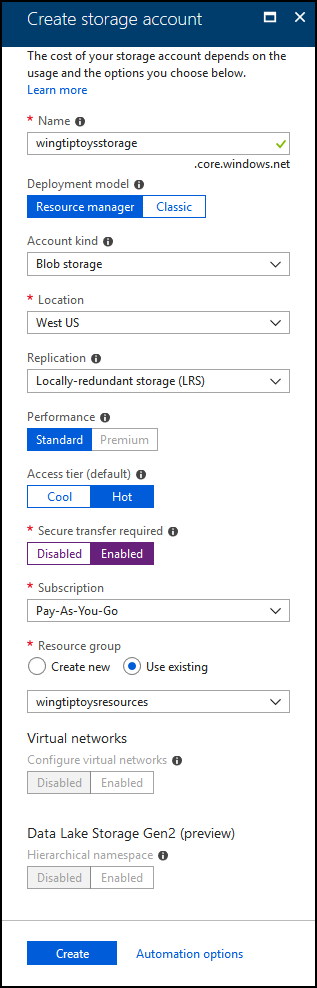 Create storage account
The cost of your storage account depends on the
usage and the options you choose below.
Learn more
* Name
wingtiptoysstorage
.core.windows.net
Deployment model
Resource manager Classic
Account kind
Blob storage
* Location
West US
Replication
Locally-redundant storage (LRS)
Performance
Standard Premium
Access tier (default)
Cool Hot
* Secure transfer required
Disabled Enabled
* Subscription
Pay-As-You-Go
* Resource group
Create new Use existing
wingtiptoysresources
Virtual networks
Configure virtual networks
Disabled Enabled
Data Lake Storage Gen2 (preview)
Hierarchical namespace
Disabled Enabled
Create Automation options